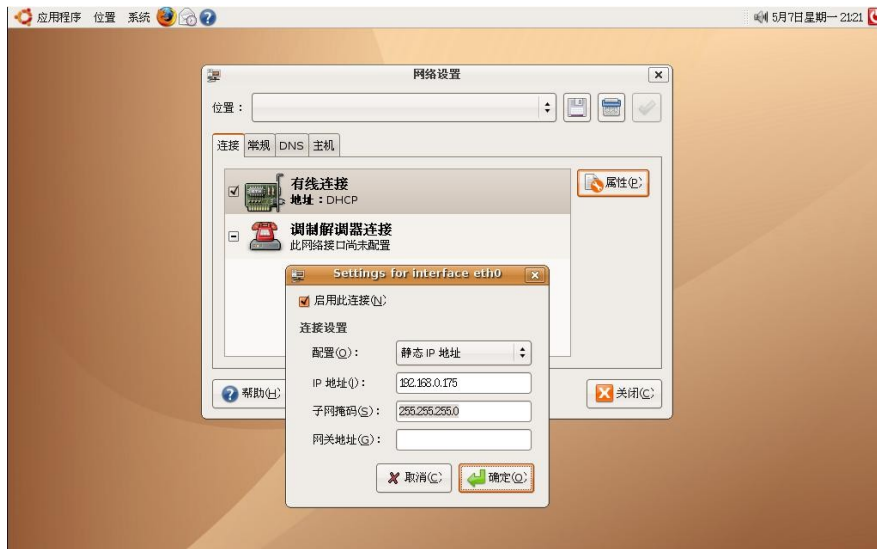 应用程序 位置 系统 5月7日星期一 21:21
网络设置
位置：
连接 常规 DNS 主机
有线连接
地址：DHCP
属性(P)
调制解调器连接
此网络接口尚未配置
Settings for interface eth0
启用此连接(N)
连接设置
配置(O)： 静态 IP 地址
IP 地址(I)： 192.168.0.175
子网掩码(S)： 255.255.255.0
网关地址(G)：
取消(C) 确定(O)
帮助(H) 关闭(C)